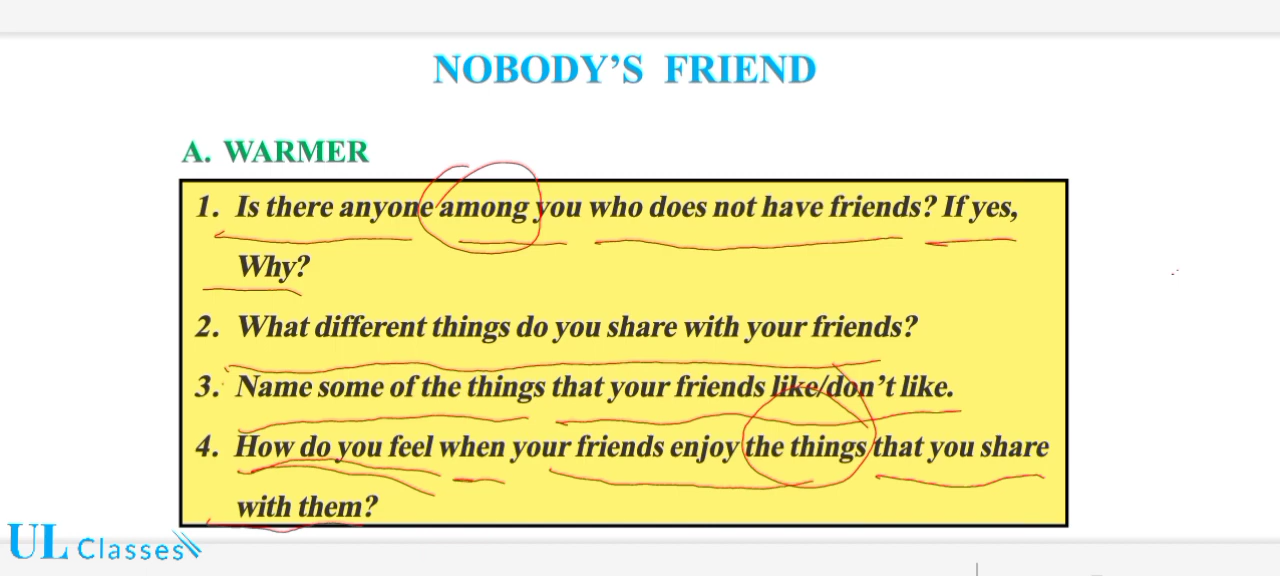 NOBODY’S FRIEND
A. WARMER
1. Is there anyone among you who does not have friends? If yes,
Why?
2. What different things do you share with your friends?
3. Name some of the things that your friends like/don’t like.
4. How do you feel when your friends enjoy the things that you share
with them?
UL Classes